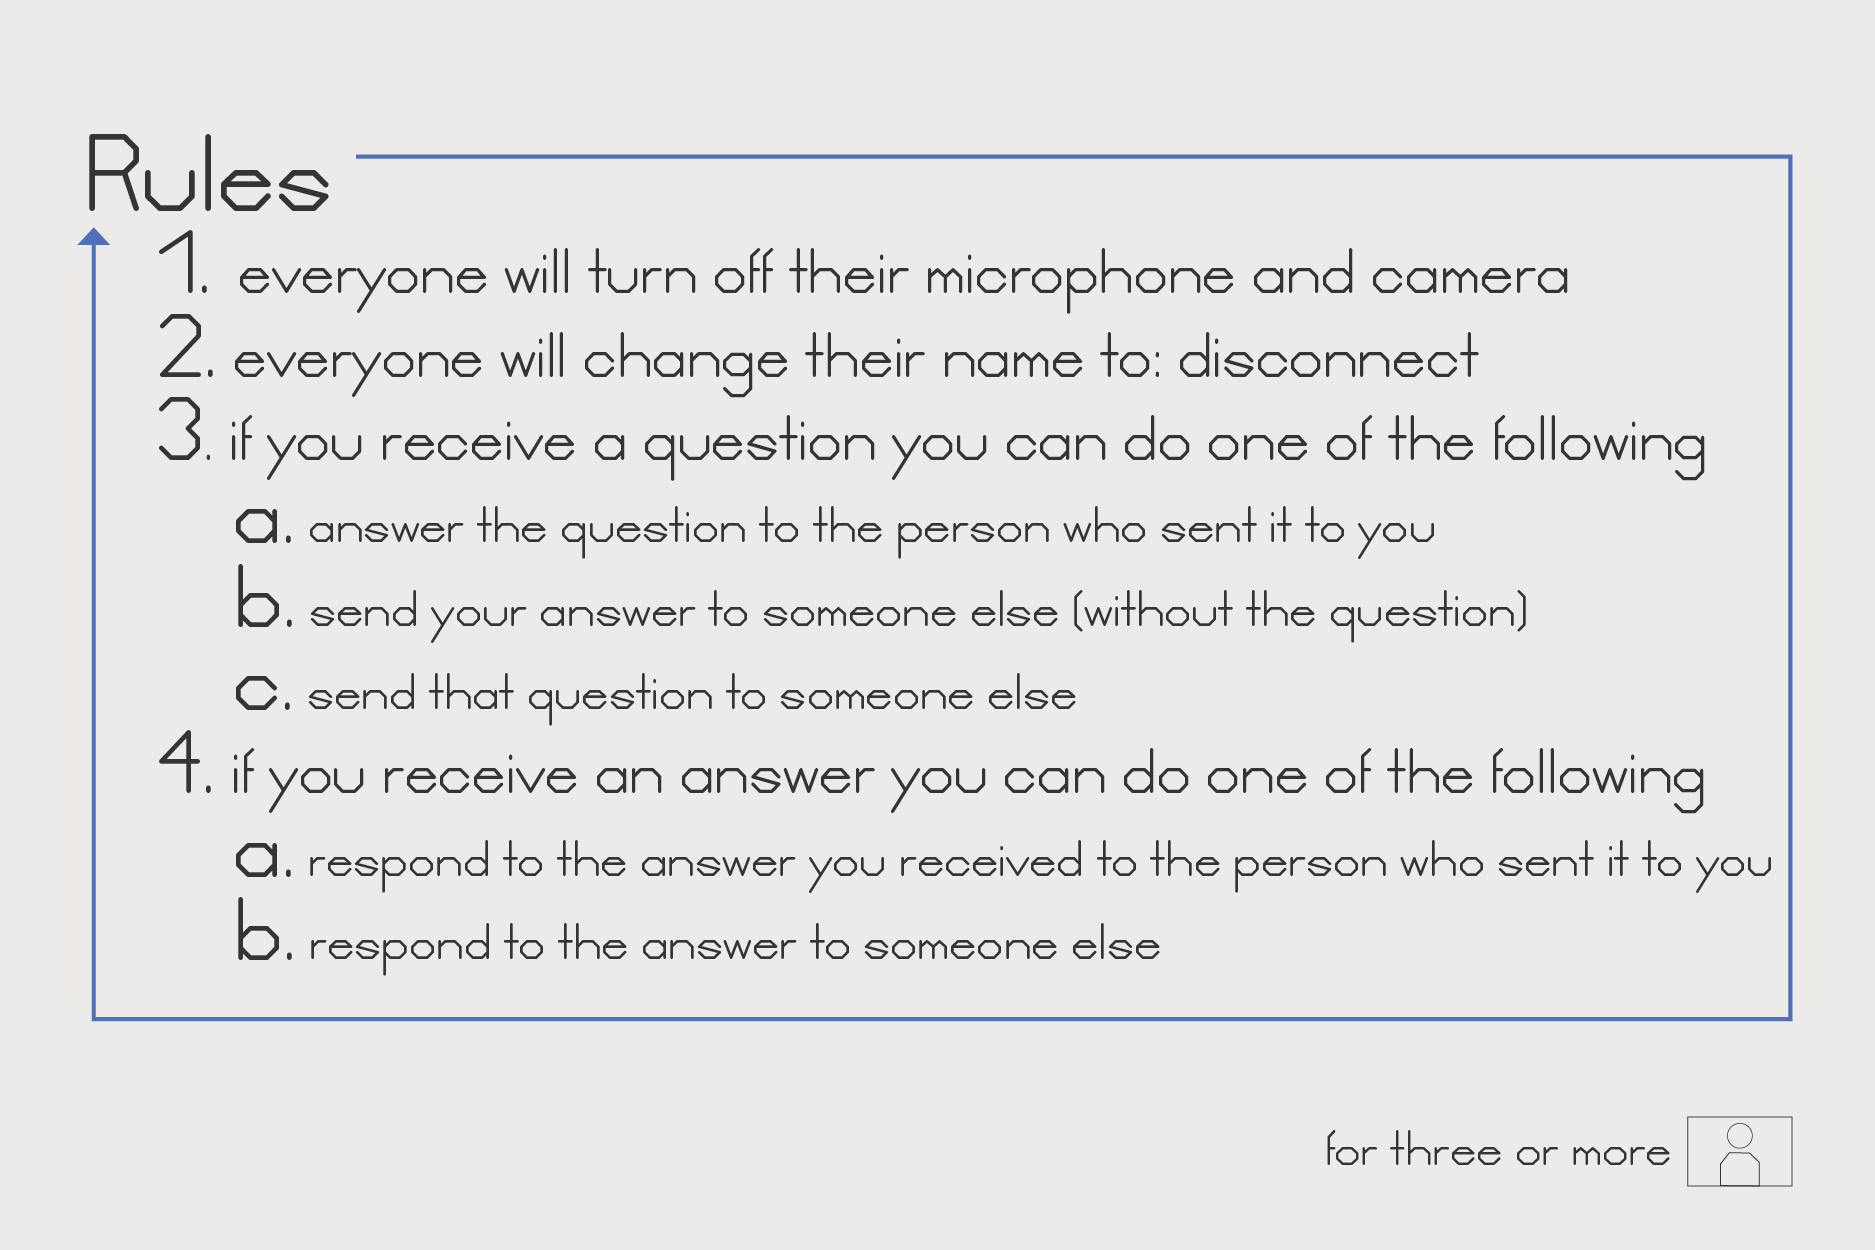 Rules
1. everyone will turn off their microphone and camera
2. everyone will change their name to: disconnect
3. if you receive a question you can do one of the following
a. answer the question to the person who sent it to you
b. send your answer to someone else (without the question)
c. send that question to someone else
4. if you receive an answer you can do one of the following
a. respond to the answer you received to the person who sent it to you
b. respond to the answer to someone else
for three or more